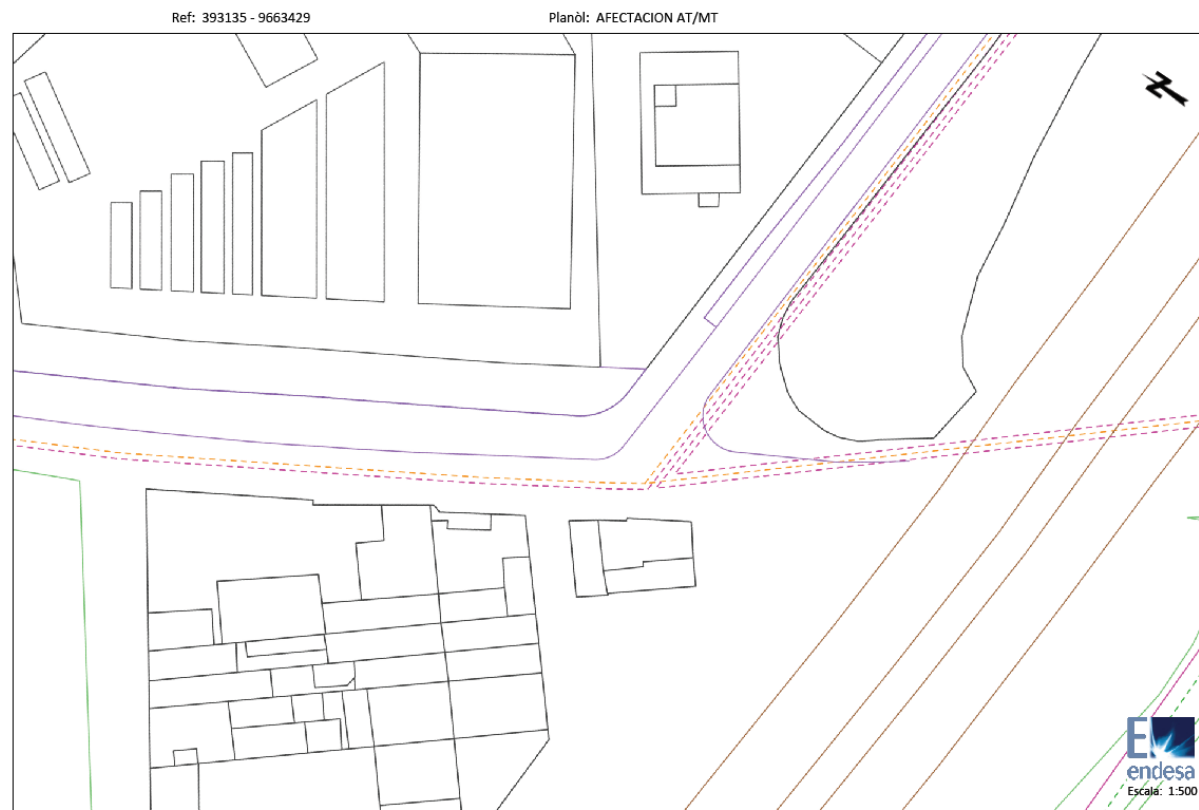 Ref: 393135 - 9663429
Planòl: AFECTACION AT/MT
N
endesa
Escala: 1:500